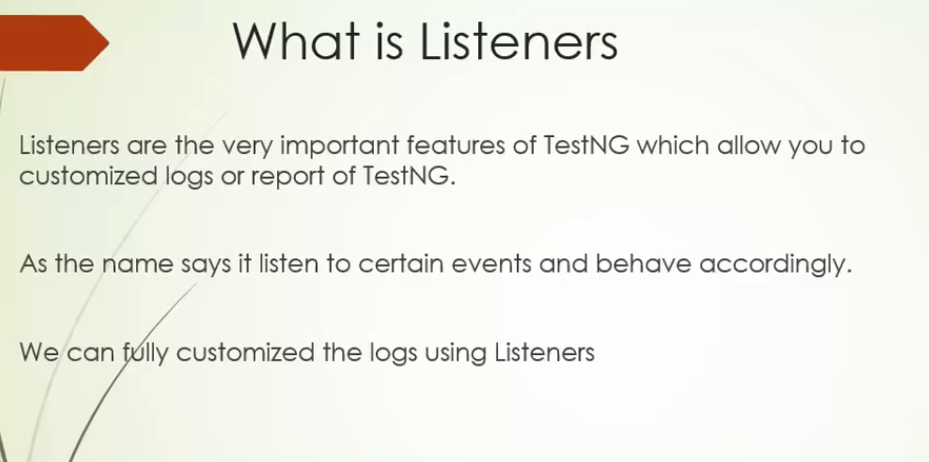 What is Listeners
Listeners are the very important features of TestNG which allow you to
customized logs or report of TestNG.
As the name says it listen to certain events and behave accordingly.
We can fully customized the logs using Listeners